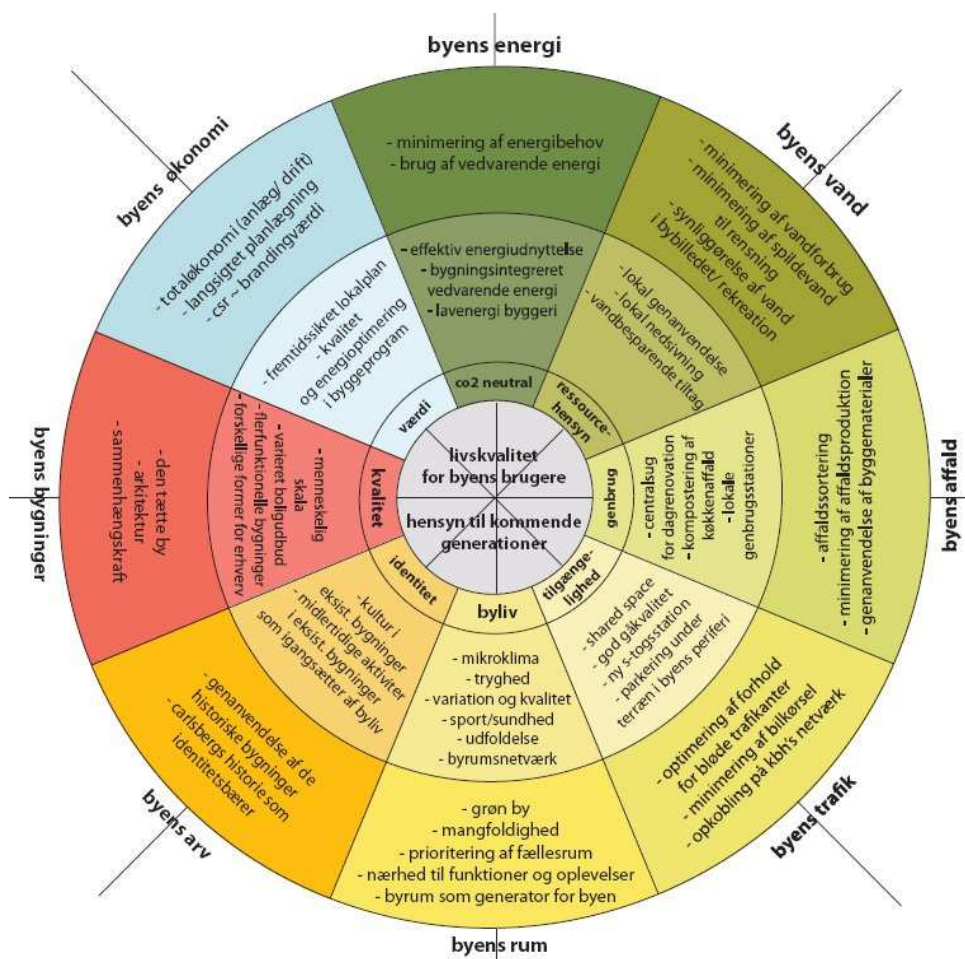 byens energi
- minimering af energibehov
- brug af vedvarende energi
- effektiv energiudnyttelse
- bygningsintegreret
vedvarende energi
- lavenergi byggeri
co2 neutral
byens vand
- minimering af vandforbrug
- minimering af spildevand
til rensning
- synliggørelse af vand
i bybilledet/ rekreation
- lokal genanvendelse
- lokal nedsivning
- vandbesparende tiltag
ressource-
hensyn
byens affald
- affaldssortering
- minimering af affaldsproduktion
- genanvendelse af byggematerialer
- centralsug
for dagrenovation
- kompostering af
køkkenaffald
- lokale
genbrugsstationer
genbrug
byens trafik
- optimering af forhold
for bløde trafikanter
- minimering af bilkørsel
- opkobling på kbh's netværk
- shared space
- god gåkvalitet
- ny s-togsstation
- parkering under
terræn i byens periferi
tilgænge-
lighed
byens rum
- grøn by
- mangfoldighed
- prioritering af fællesrum
- nærhed til funktioner og oplevelser
- byrum som generator for byen
- mikroklima
- tryghed
- variation og kvalitet
- sport/sundhed
- udfoldelse
- byrumsnetværk
byliv
byens arv
- genanvendelse af de
historiske bygninger
- carlsbergs historie som
identitetsbærer
- kultur i
eksist. bygninger
- midlertidige aktiviter
i eksist. bygninger
som igangsætter af byliv
identitet
byens bygninger
- den tætte by
- arkitektur
- sammenhængskraft
- menneskelig
skala
- varieret boligudbud
- flerfunktionelle bygninger
- forskellige former for erhverv
kvalitet
byens økonomi
- totaløkonomi (anlæg/ drift)
- langsigtet planlægning
- csr ~ brandingværdi
- fremtidssikret lokalplan
- kvalitet
og energioptimering
i byggeprogram
værdi
livskvalitet
for byens brugere
hensyn til kommende
generationer